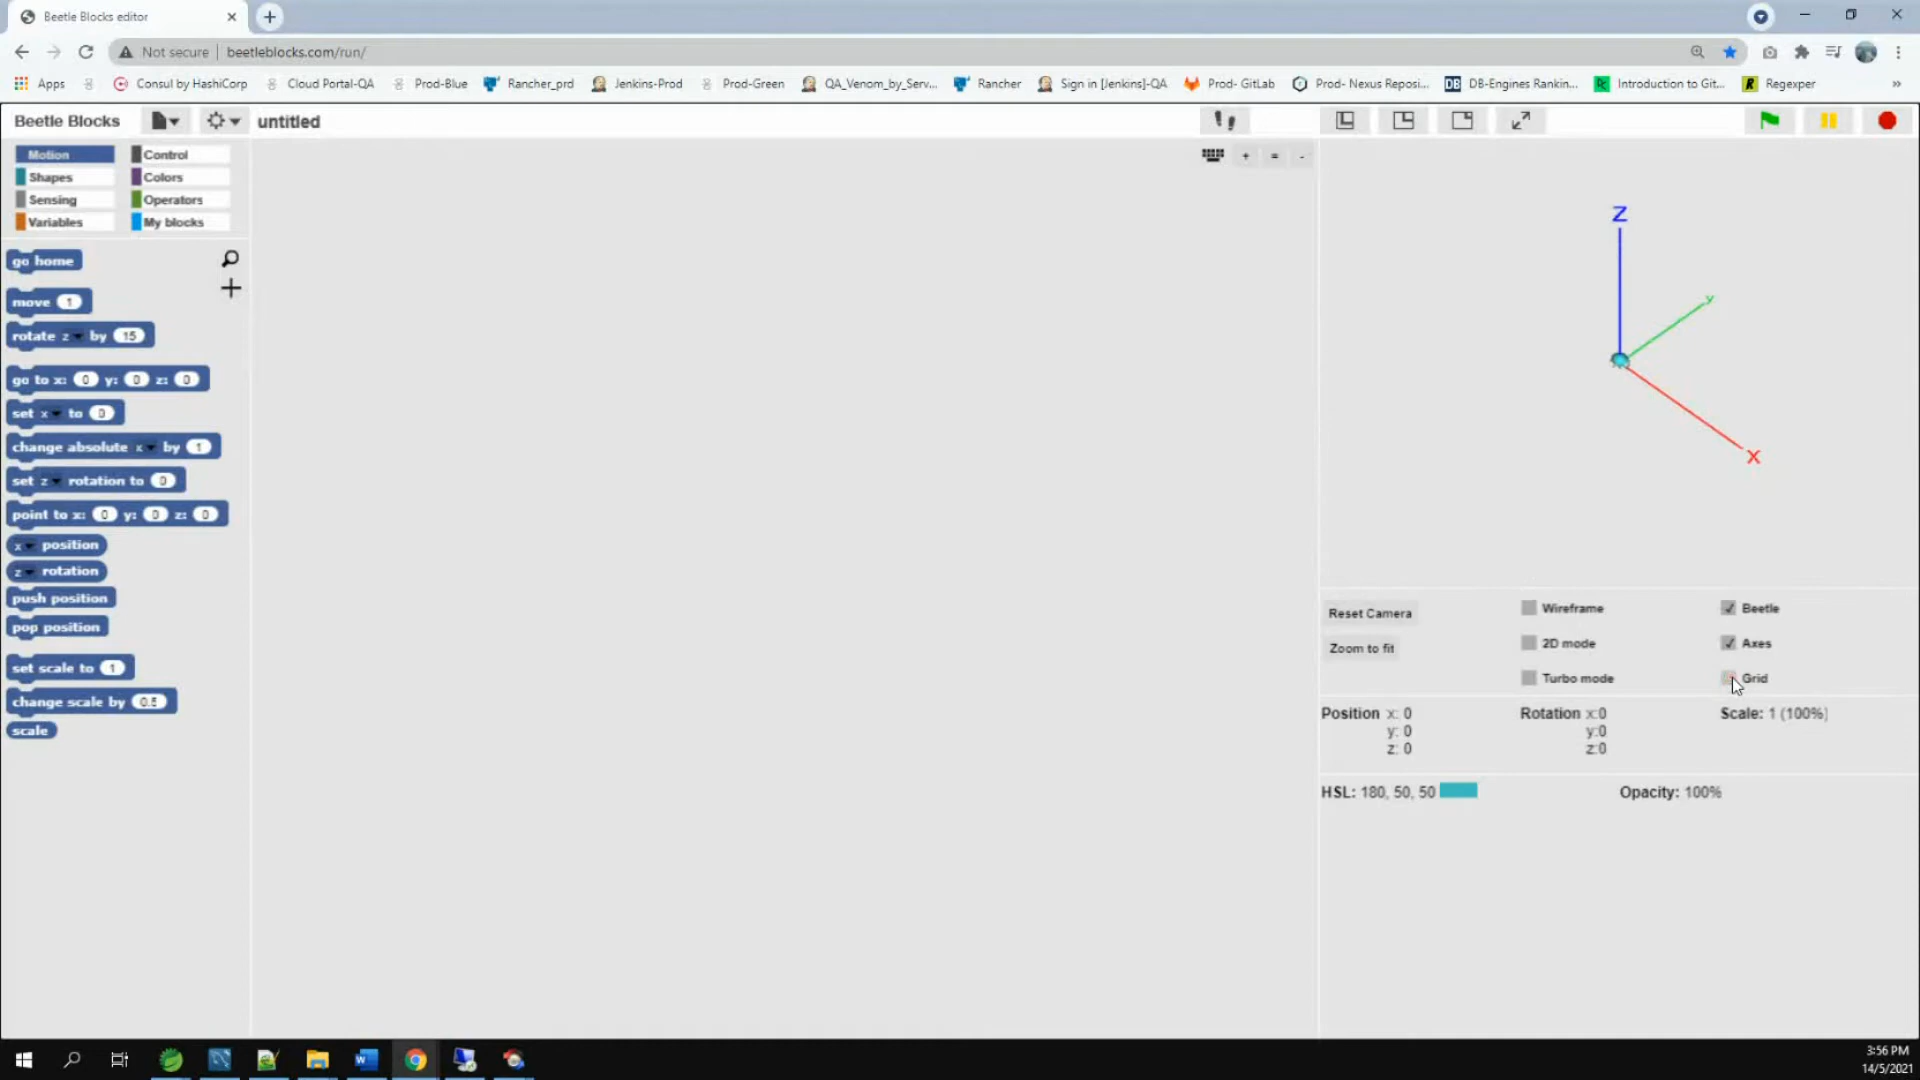 Beetle Blocks editor
Not secure
beetleblocks.com/run/
Apps
Consul by HashiCorp
Cloud Portal-QA
Prod-Blue
Rancher_prd
Jenkins-Prod
Prod-Green
QA_Venom_by_Serv...
Rancher
Sign in [Jenkins]-QA
Prod- GitLab
Prod- Nexus Reposi...
DB-Engines Rankin...
Introduction to Git...
Regexper
Beetle Blocks
untitled
Motion
Control
Shapes
Colors
Sensing
Operators
Variables
My blocks
go home
move 1
rotate z by 15
go to x: 0 y: 0 z: 0
set x to 0
change absolute x by 1
set z rotation to 0
point to x: 0 y: 0 z: 0
x position
z rotation
push position
pop position
set scale to 1
change scale by 0.5
scale
+ = -
Z
y
X
Reset Camera
Zoom to fit
Wireframe
2D mode
Turbo mode
Beetle
Axes
Grid
Position x: 0
y: 0
z: 0
Rotation x:0
y:0
z:0
Scale: 1 (100%)
HSL: 180, 50, 50
Opacity: 100%
3:56 PM
14/5/2021